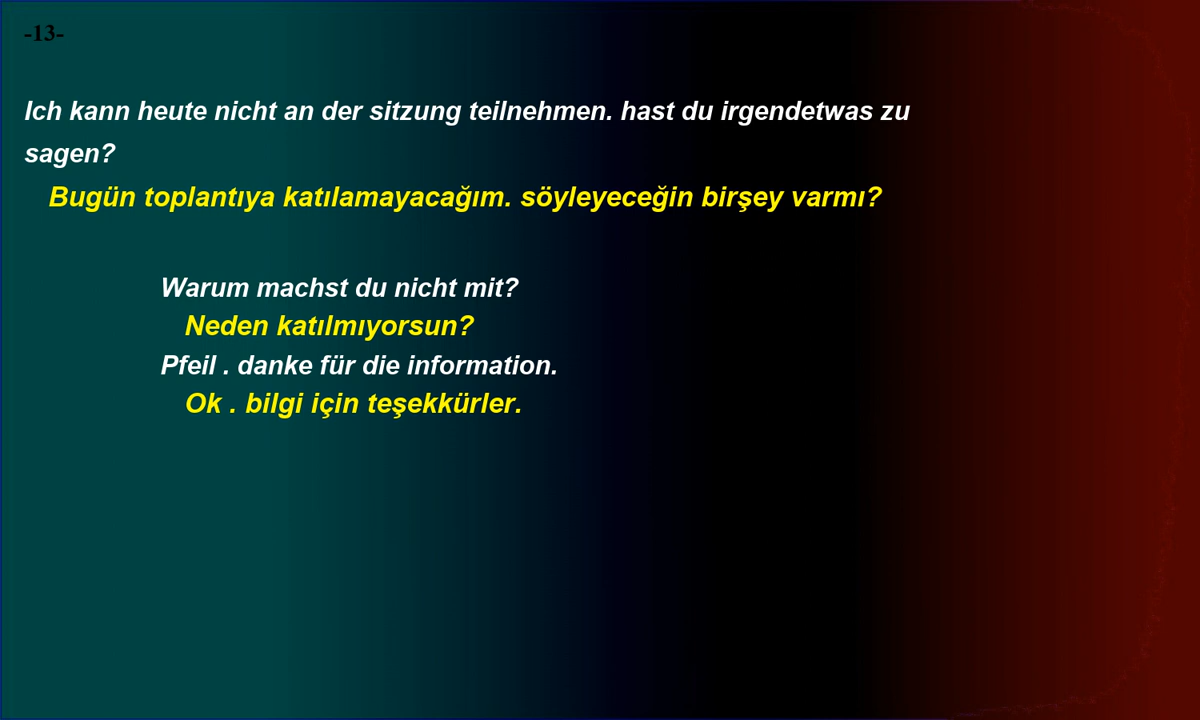 -13-
Ich kann heute nicht an der sitzung teilnehmen. hast du irgendetwas zu
sagen?
Bugün toplantıya katılamayacağım. söyleyeceğin birşey varmı?
Warum machst du nicht mit?
Neden katılmıyorsun?
Pfeil . danke für die information.
Ok . bilgi için teşekkürler.